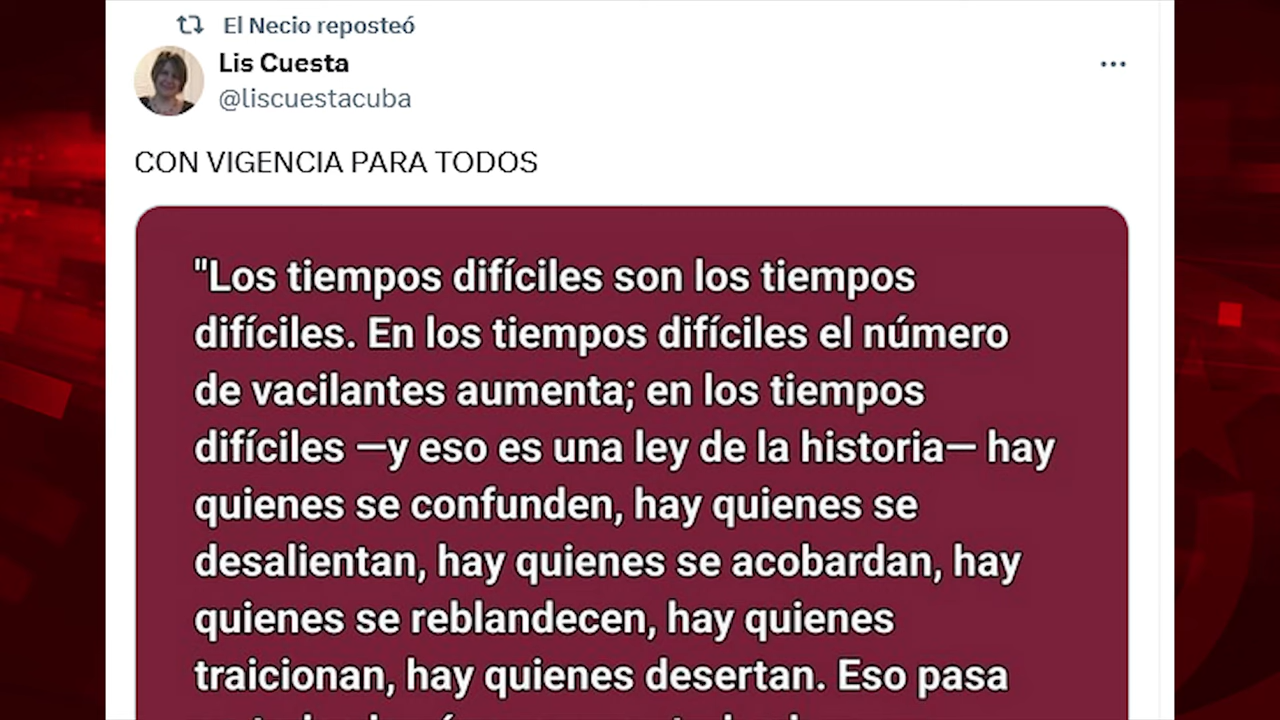 El Necio reposteó
Lis Cuesta
@liscuestacuba
CON VIGENCIA PARA TODOS
"Los tiempos difíciles son los tiempos
difíciles. En los tiempos difíciles el número
de vacilantes aumenta; en los tiempos
difíciles —y eso es una ley de la historia— hay
quienes se confunden, hay quienes se
desalientan, hay quienes se acobardan, hay
quienes se reblandecen, hay quienes
traicionan, hay quienes desertan. Eso pasa